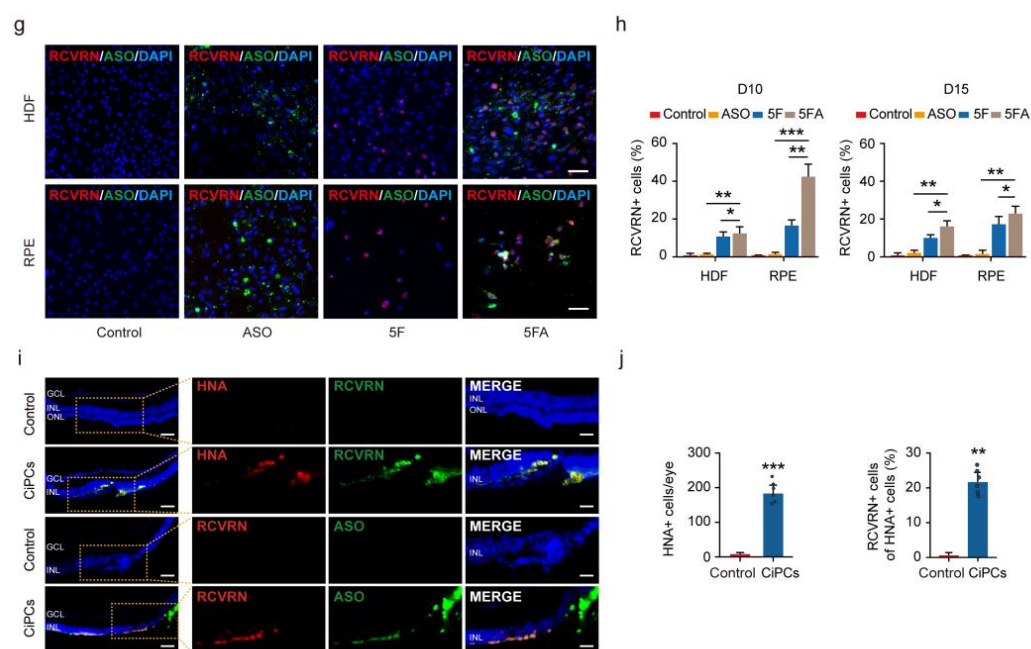 g
HDF
RCVRN/ASO/DAPI
RCVRN/ASO/DAPI
RCVRN/ASO/DAPI
RCVRN/ASO/DAPI
RPE
RCVRN/ASO/DAPI
RCVRN/ASO/DAPI
RCVRN/ASO/DAPI
RCVRN/ASO/DAPI
Control
ASO
5F
5FA
h
D10
Control ASO 5F 5FA
RCVRN+ cells (%)
60
40
20
0
**
*
***
**
HDF
RPE
D15
Control ASO 5F 5FA
RCVRN+ cells (%)
60
40
20
0
**
*
**
*
HDF
RPE
i
Control
GCL
INL
ONL
HNA
RCVRN
MERGE
INL
ONL
CiPCs
GCL
INL
HNA
RCVRN
MERGE
INL
Control
GCL
INL
RCVRN
ASO
MERGE
INL
CiPCs
GCL
INL
RCVRN
ASO
MERGE
INL
j
HNA+ cells/eye
300
200
100
0
***
Control CiPCs
RCVRN+ cells
of HNA+ cells (%)
30
20
10
0
**
Control CiPCs